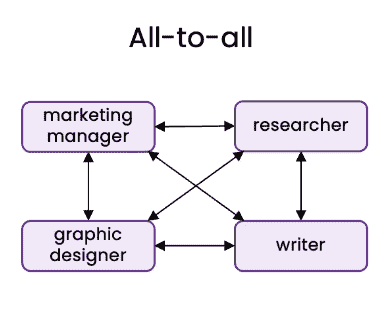 All-to-all
marketing
manager
researcher
graphic
designer
writer